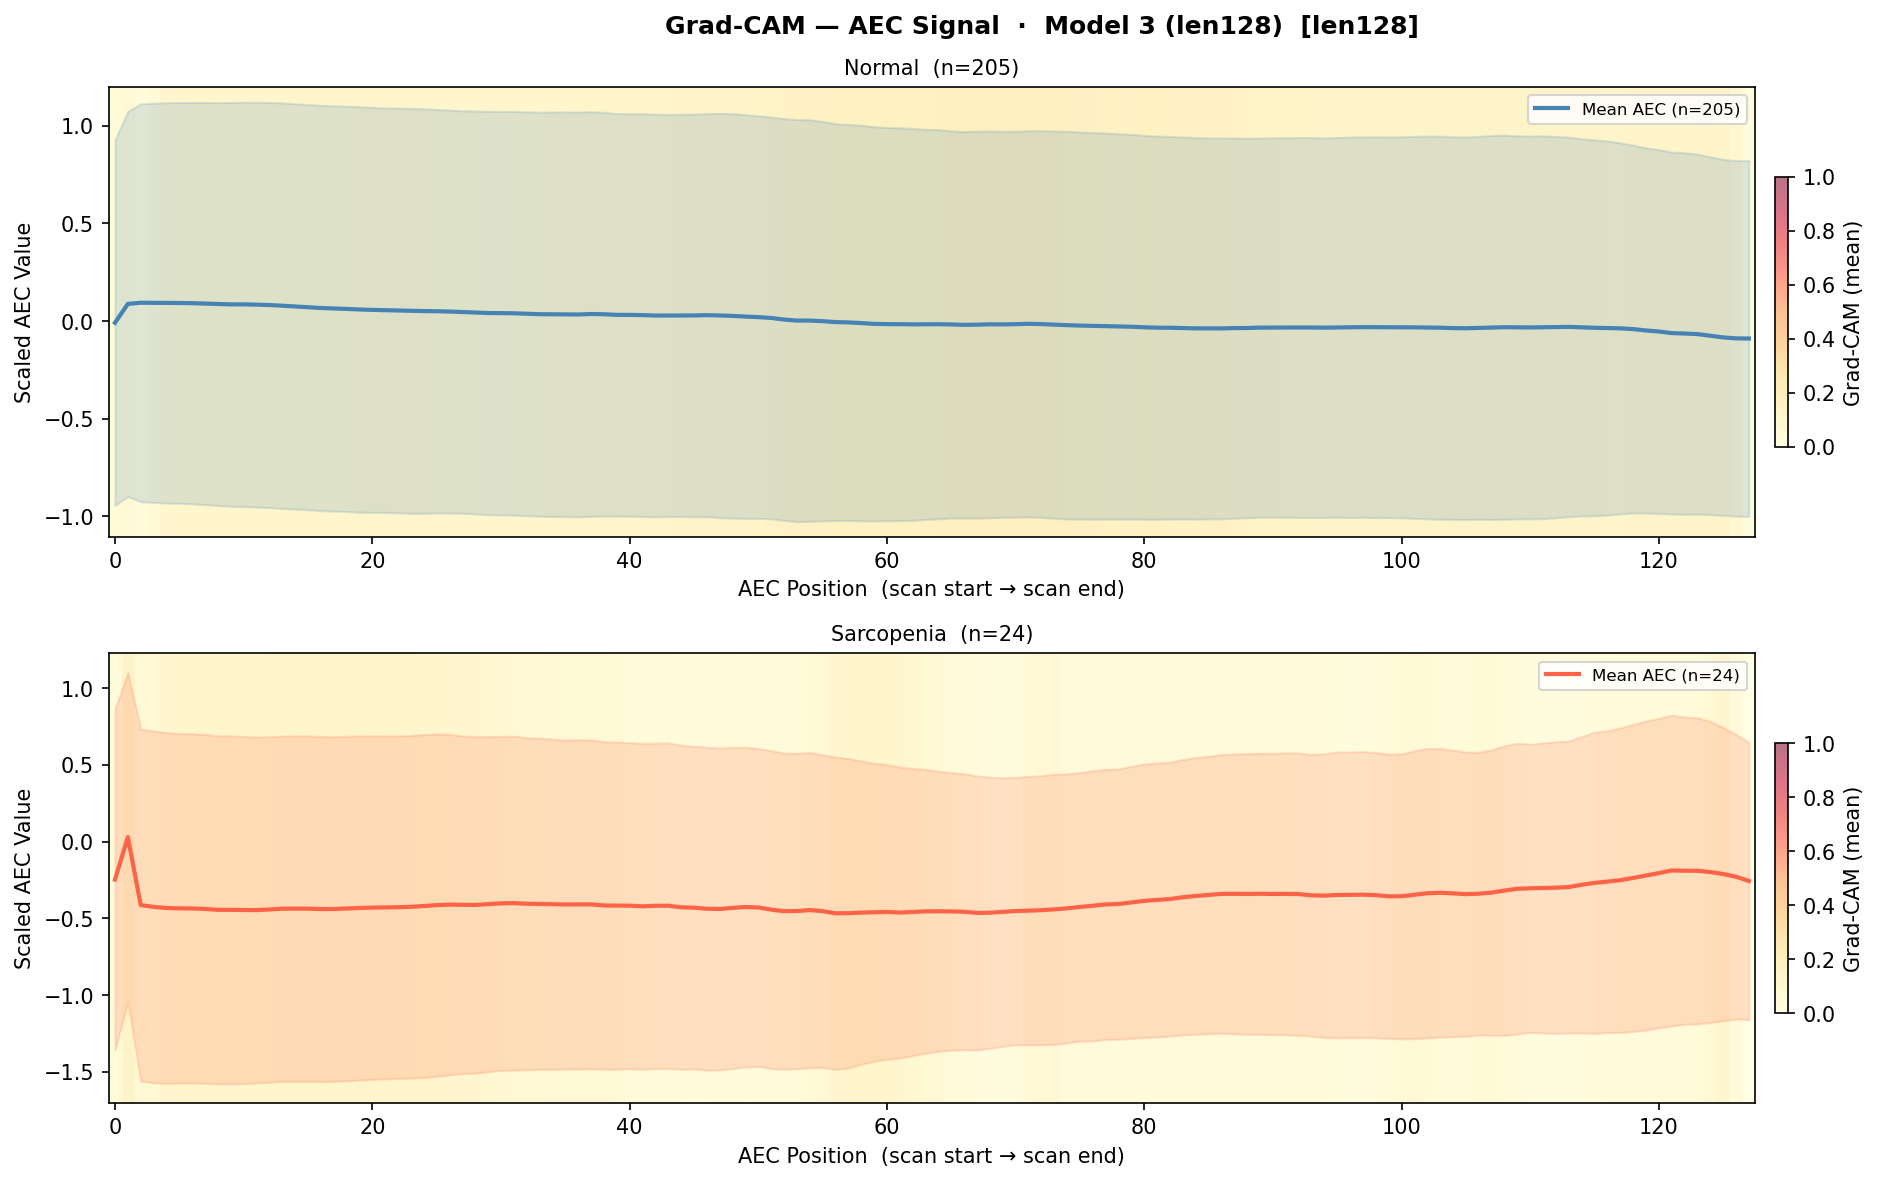 Grad-CAM — AEC Signal · Model 3 (len128) [len128]
Normal (n=205)
Mean AEC (n=205)
Scaled AEC Value
1.0
0.5
0.0
−0.5
−1.0
0 20 40 60 80 100 120
AEC Position (scan start → scan end)
1.0
0.8
0.6
0.4
0.2
0.0
Grad-CAM (mean)
Sarcopenia (n=24)
Mean AEC (n=24)
Scaled AEC Value
1.0
0.5
0.0
−0.5
−1.0
−1.5
0 20 40 60 80 100 120
AEC Position (scan start → scan end)
1.0
0.8
0.6
0.4
0.2
0.0
Grad-CAM (mean)